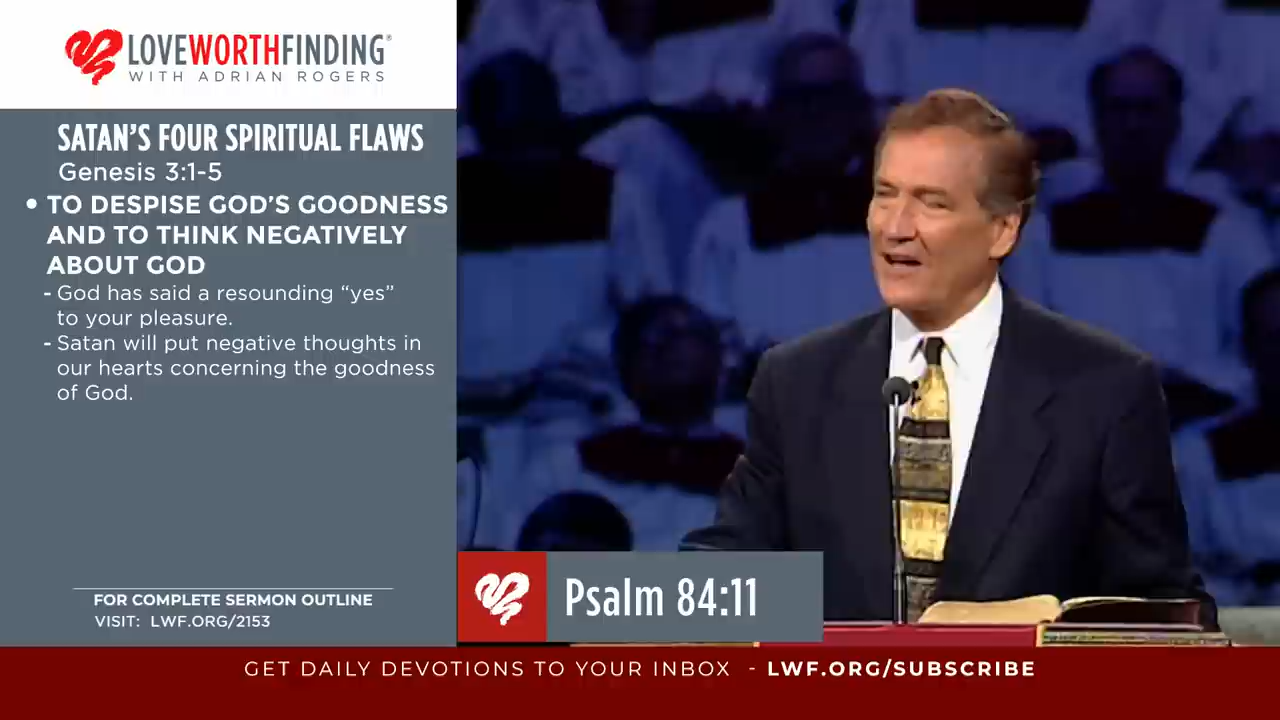 LOVEWORTHFINDING®
WITH ADRIAN ROGERS
SATAN'S FOUR SPIRITUAL FLAWS
Genesis 3:1-5
• TO DESPISE GOD'S GOODNESS
AND TO THINK NEGATIVELY
ABOUT GOD
- God has said a resounding “yes”
to your pleasure.
- Satan will put negative thoughts in
our hearts concerning the goodness
of God.
FOR COMPLETE SERMON OUTLINE
VISIT: LWF.ORG/2153
Psalm 84:11
GET DAILY DEVOTIONS TO YOUR INBOX - LWF.ORG/SUBSCRIBE